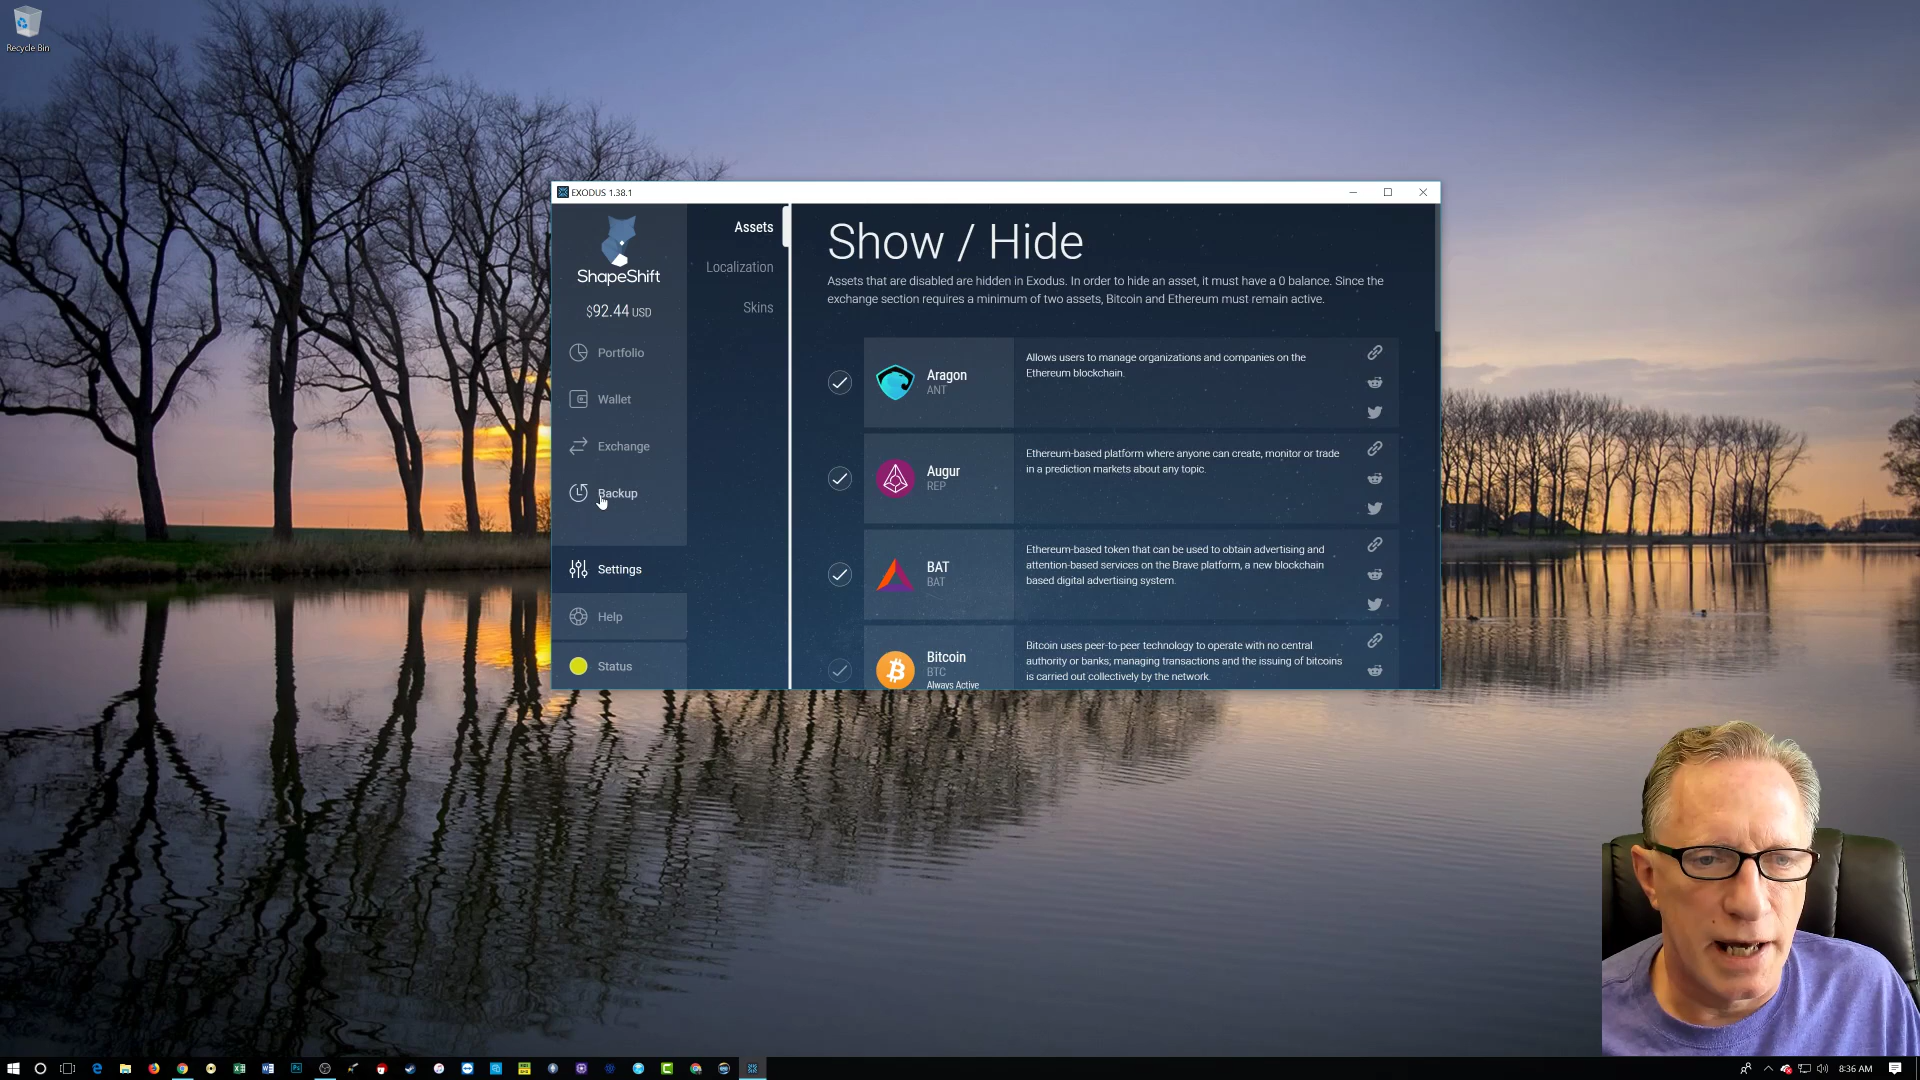 Recycle Bin
EXODUS 1.38.1
ShapeShift
$92.44 USD
Portfolio
Wallet
Exchange
Backup
Settings
Help
Status
Assets
Localization
Skins
Show / Hide
Assets that are disabled are hidden in Exodus. In order to hide an asset, it must have a 0 balance. Since the
exchange section requires a minimum of two assets, Bitcoin and Ethereum must remain active.
Aragon
ANT
Allows users to manage organizations and companies on the
Ethereum blockchain.
Augur
REP
Ethereum-based platform where anyone can create, monitor or trade
in a prediction markets about any topic.
BAT
BAT
Ethereum-based token that can be used to obtain advertising and
attention-based services on the Brave platform, a new blockchain
based digital advertising system.
Bitcoin
BTC
Always Active
Bitcoin uses peer-to-peer technology to operate with no central
authority or banks; managing transactions and the issuing of bitcoins
is carried out collectively by the network.
8:36 AM